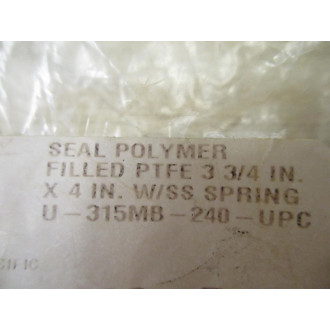 SEAL POLYMER
FILLED PTFE 3 3/4 IN.
X 4 IN. W/SS SPRING
U-315MB-240-UPC